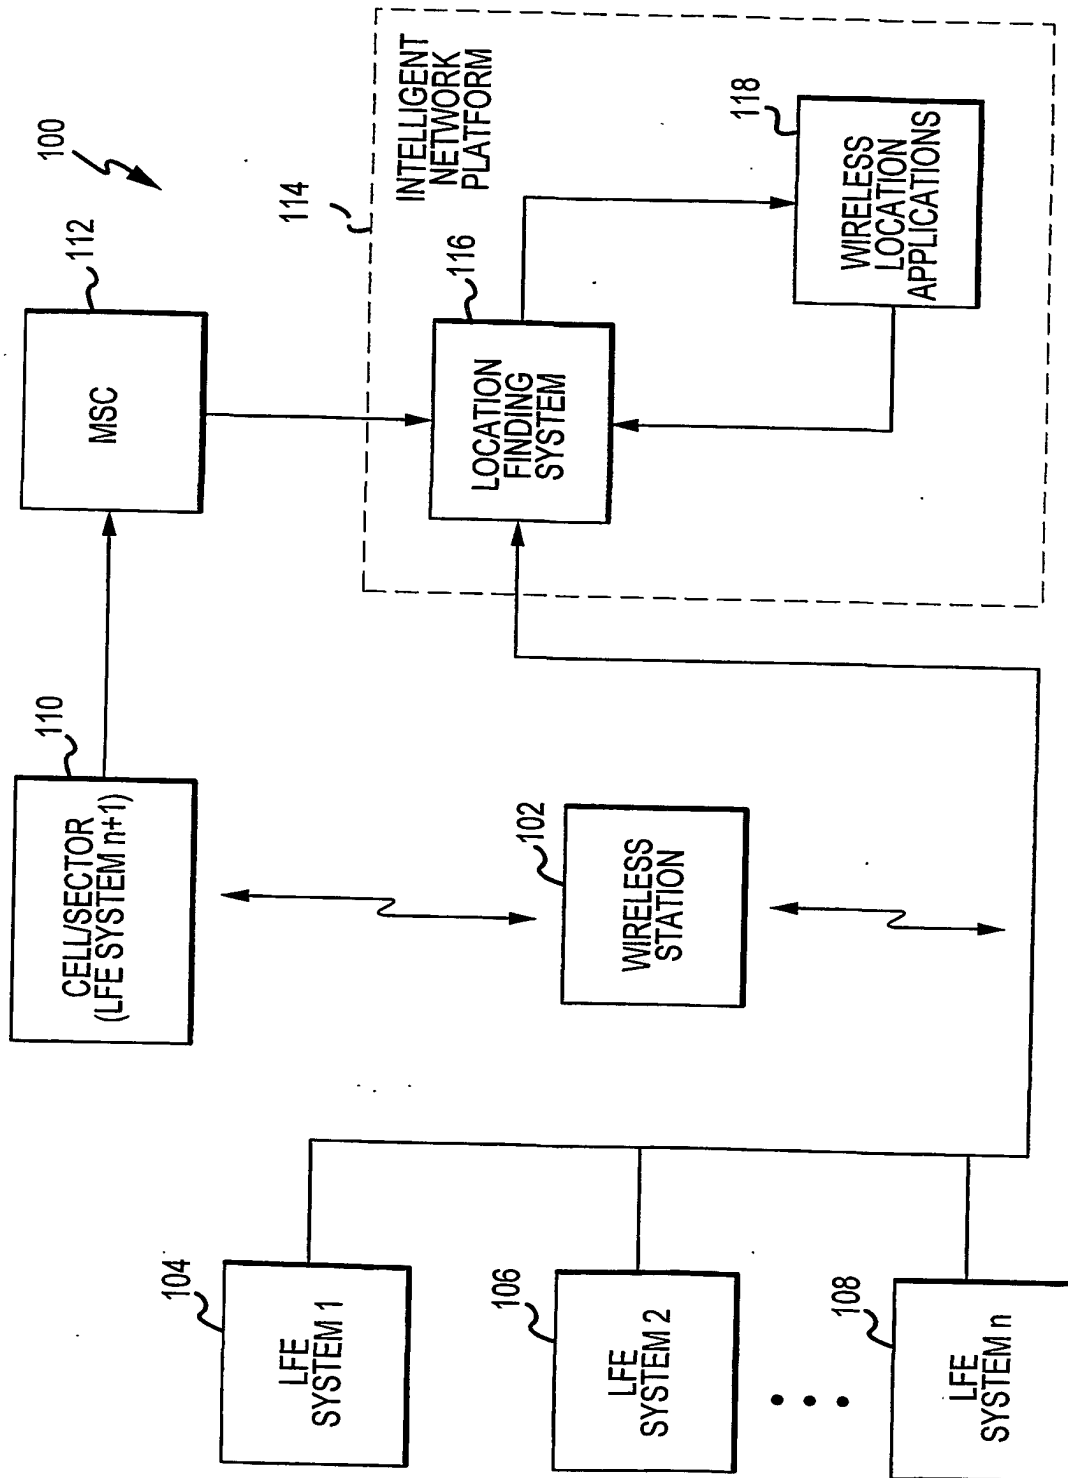 100
110
CELL/SECTOR
(LFE SYSTEM n+1)
112
MSC
114
INTELLIGENT
NETWORK
PLATFORM
104
LFE
SYSTEM 1
102
WIRELESS
STATION
116
LOCATION
FINDING
SYSTEM
106
LFE
SYSTEM 2
118
WIRELESS
LOCATION
APPLICATIONS
108
LFE
SYSTEM n